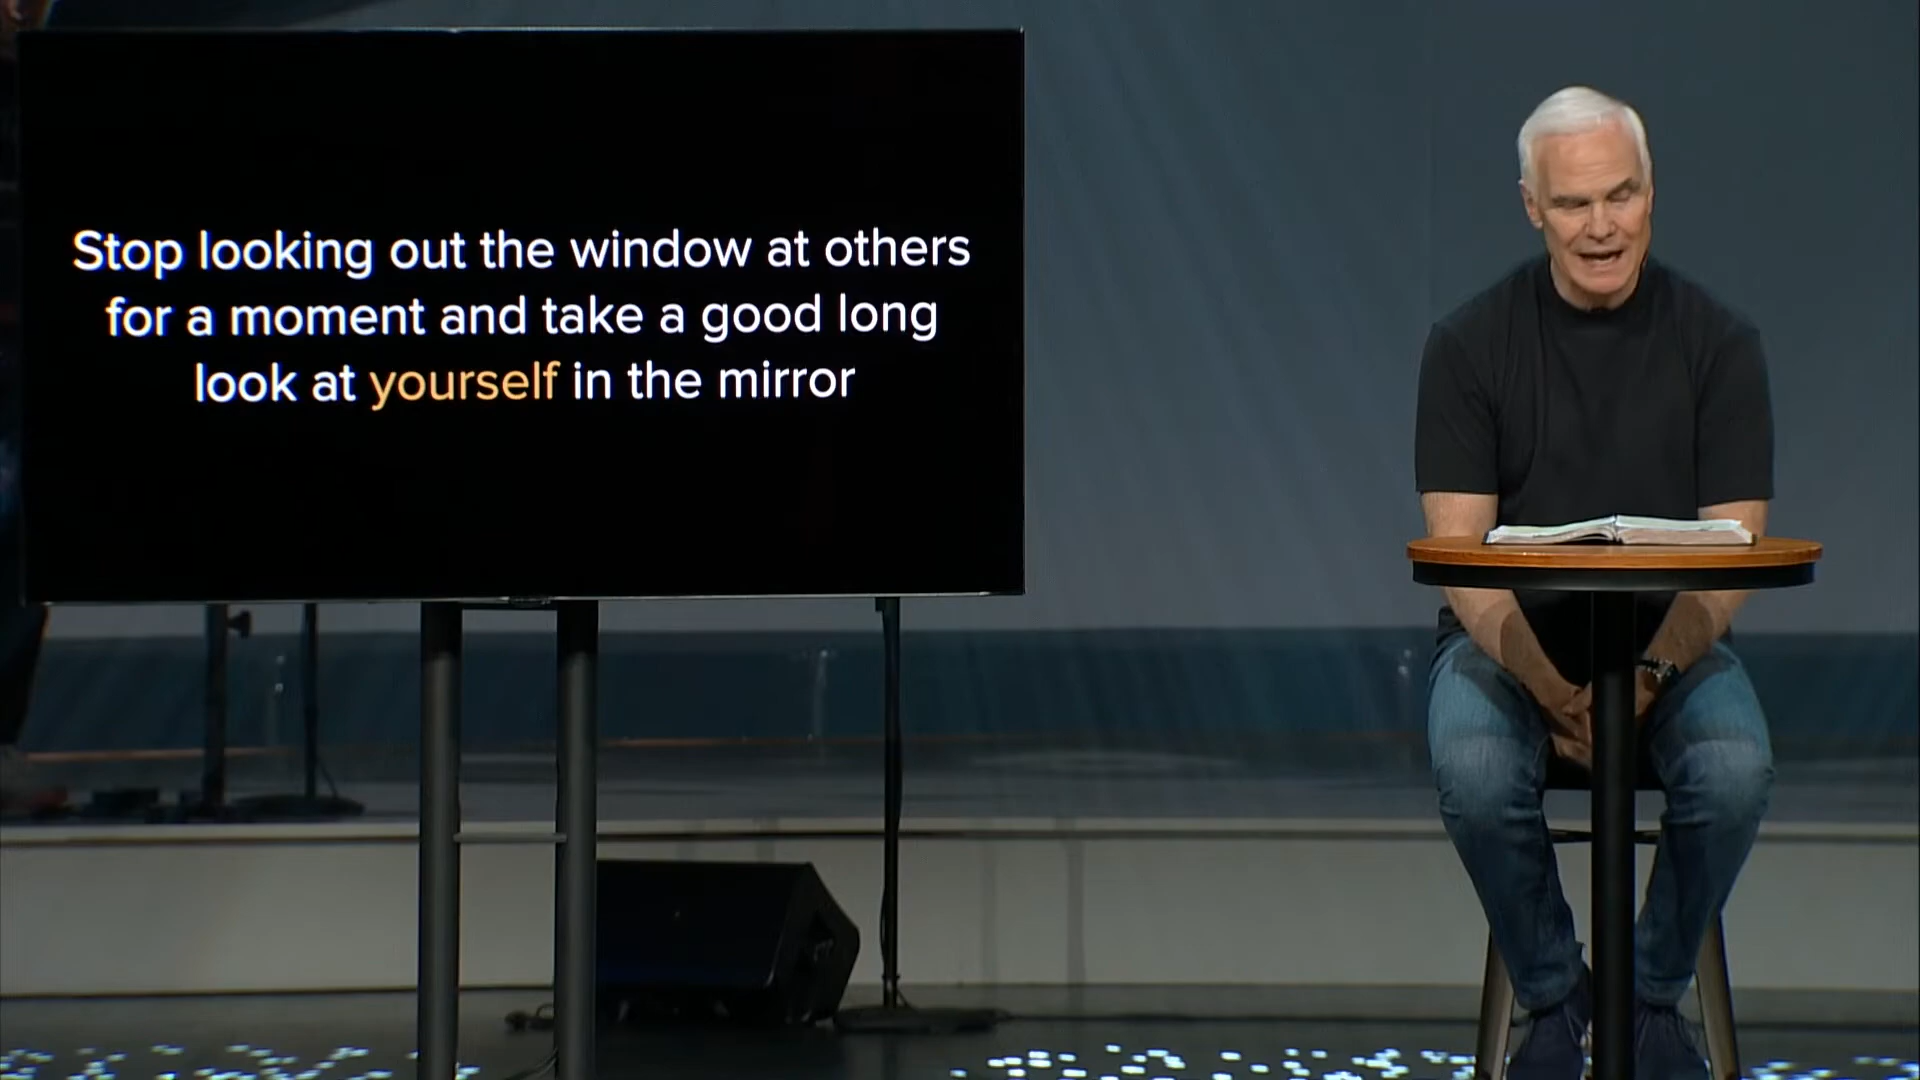 Stop looking out the window at others
for a moment and take a good long
look at yourself in the mirror